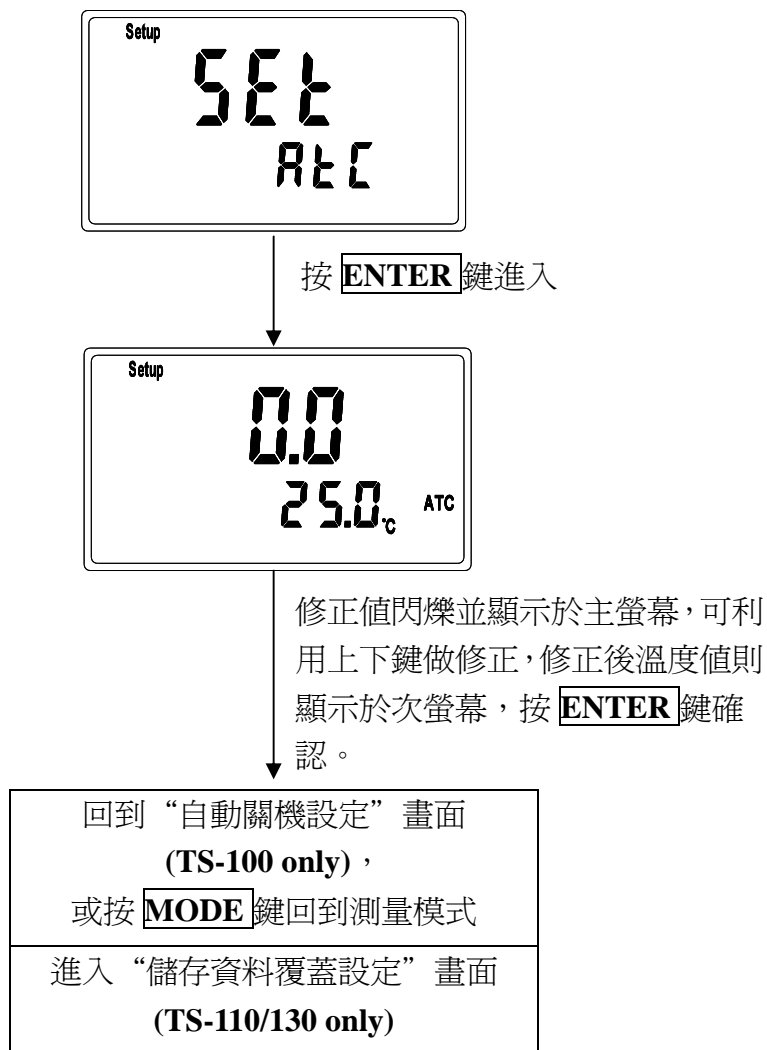 Setup
SEt
AtC
按 ENTER 鍵進入
Setup
0.0
25.0 °C ATC
修正值閃爍並顯示於主螢幕，可利
用上下鍵做修正，修正後溫度值則
顯示於次螢幕，按 ENTER 鍵確
認。
回到“自動關機設定”畫面
(TS-100 only)，
或按 MODE 鍵回到測量模式
進入“儲存資料覆蓋設定”畫面
(TS-110/130 only)